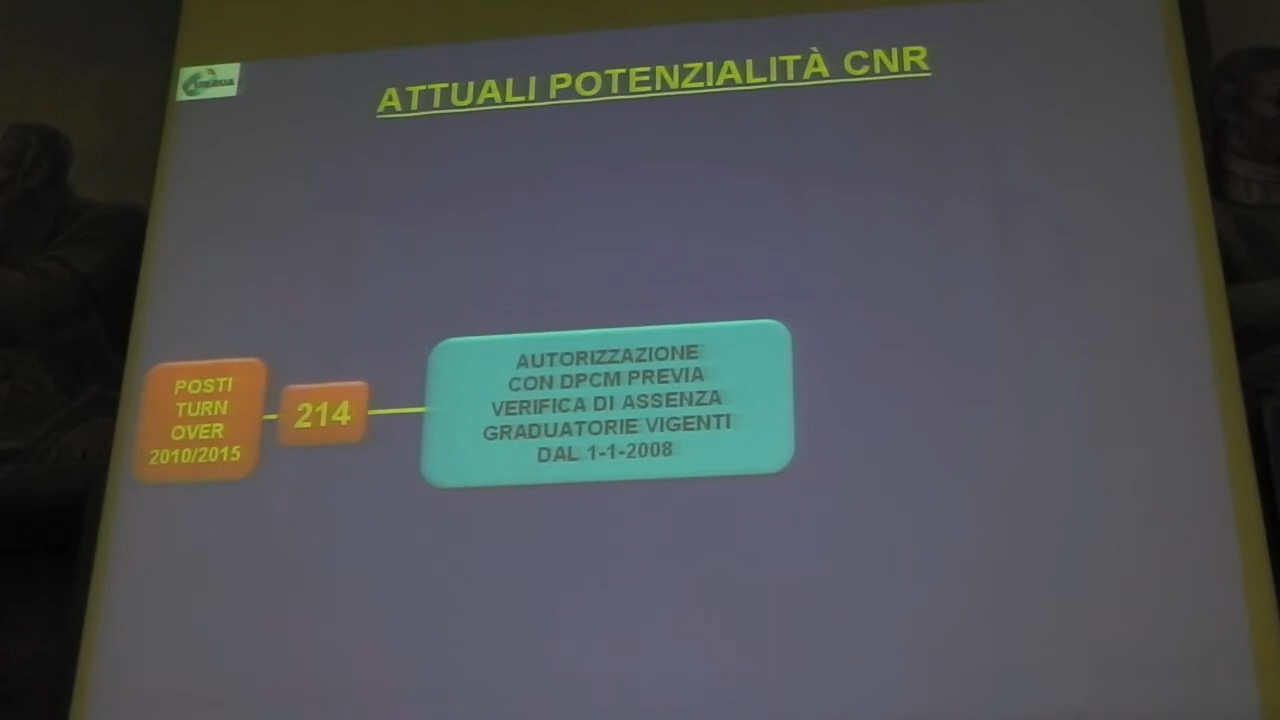 ATTUALI POTENZIALITÀ CNR
POSTI
TURN
OVER
2010/2015
214
AUTORIZZAZIONE
CON DPCM PREVIA
VERIFICA DI ASSENZA
GRADUATORIE VIGENTI
DAL 1-1-2008